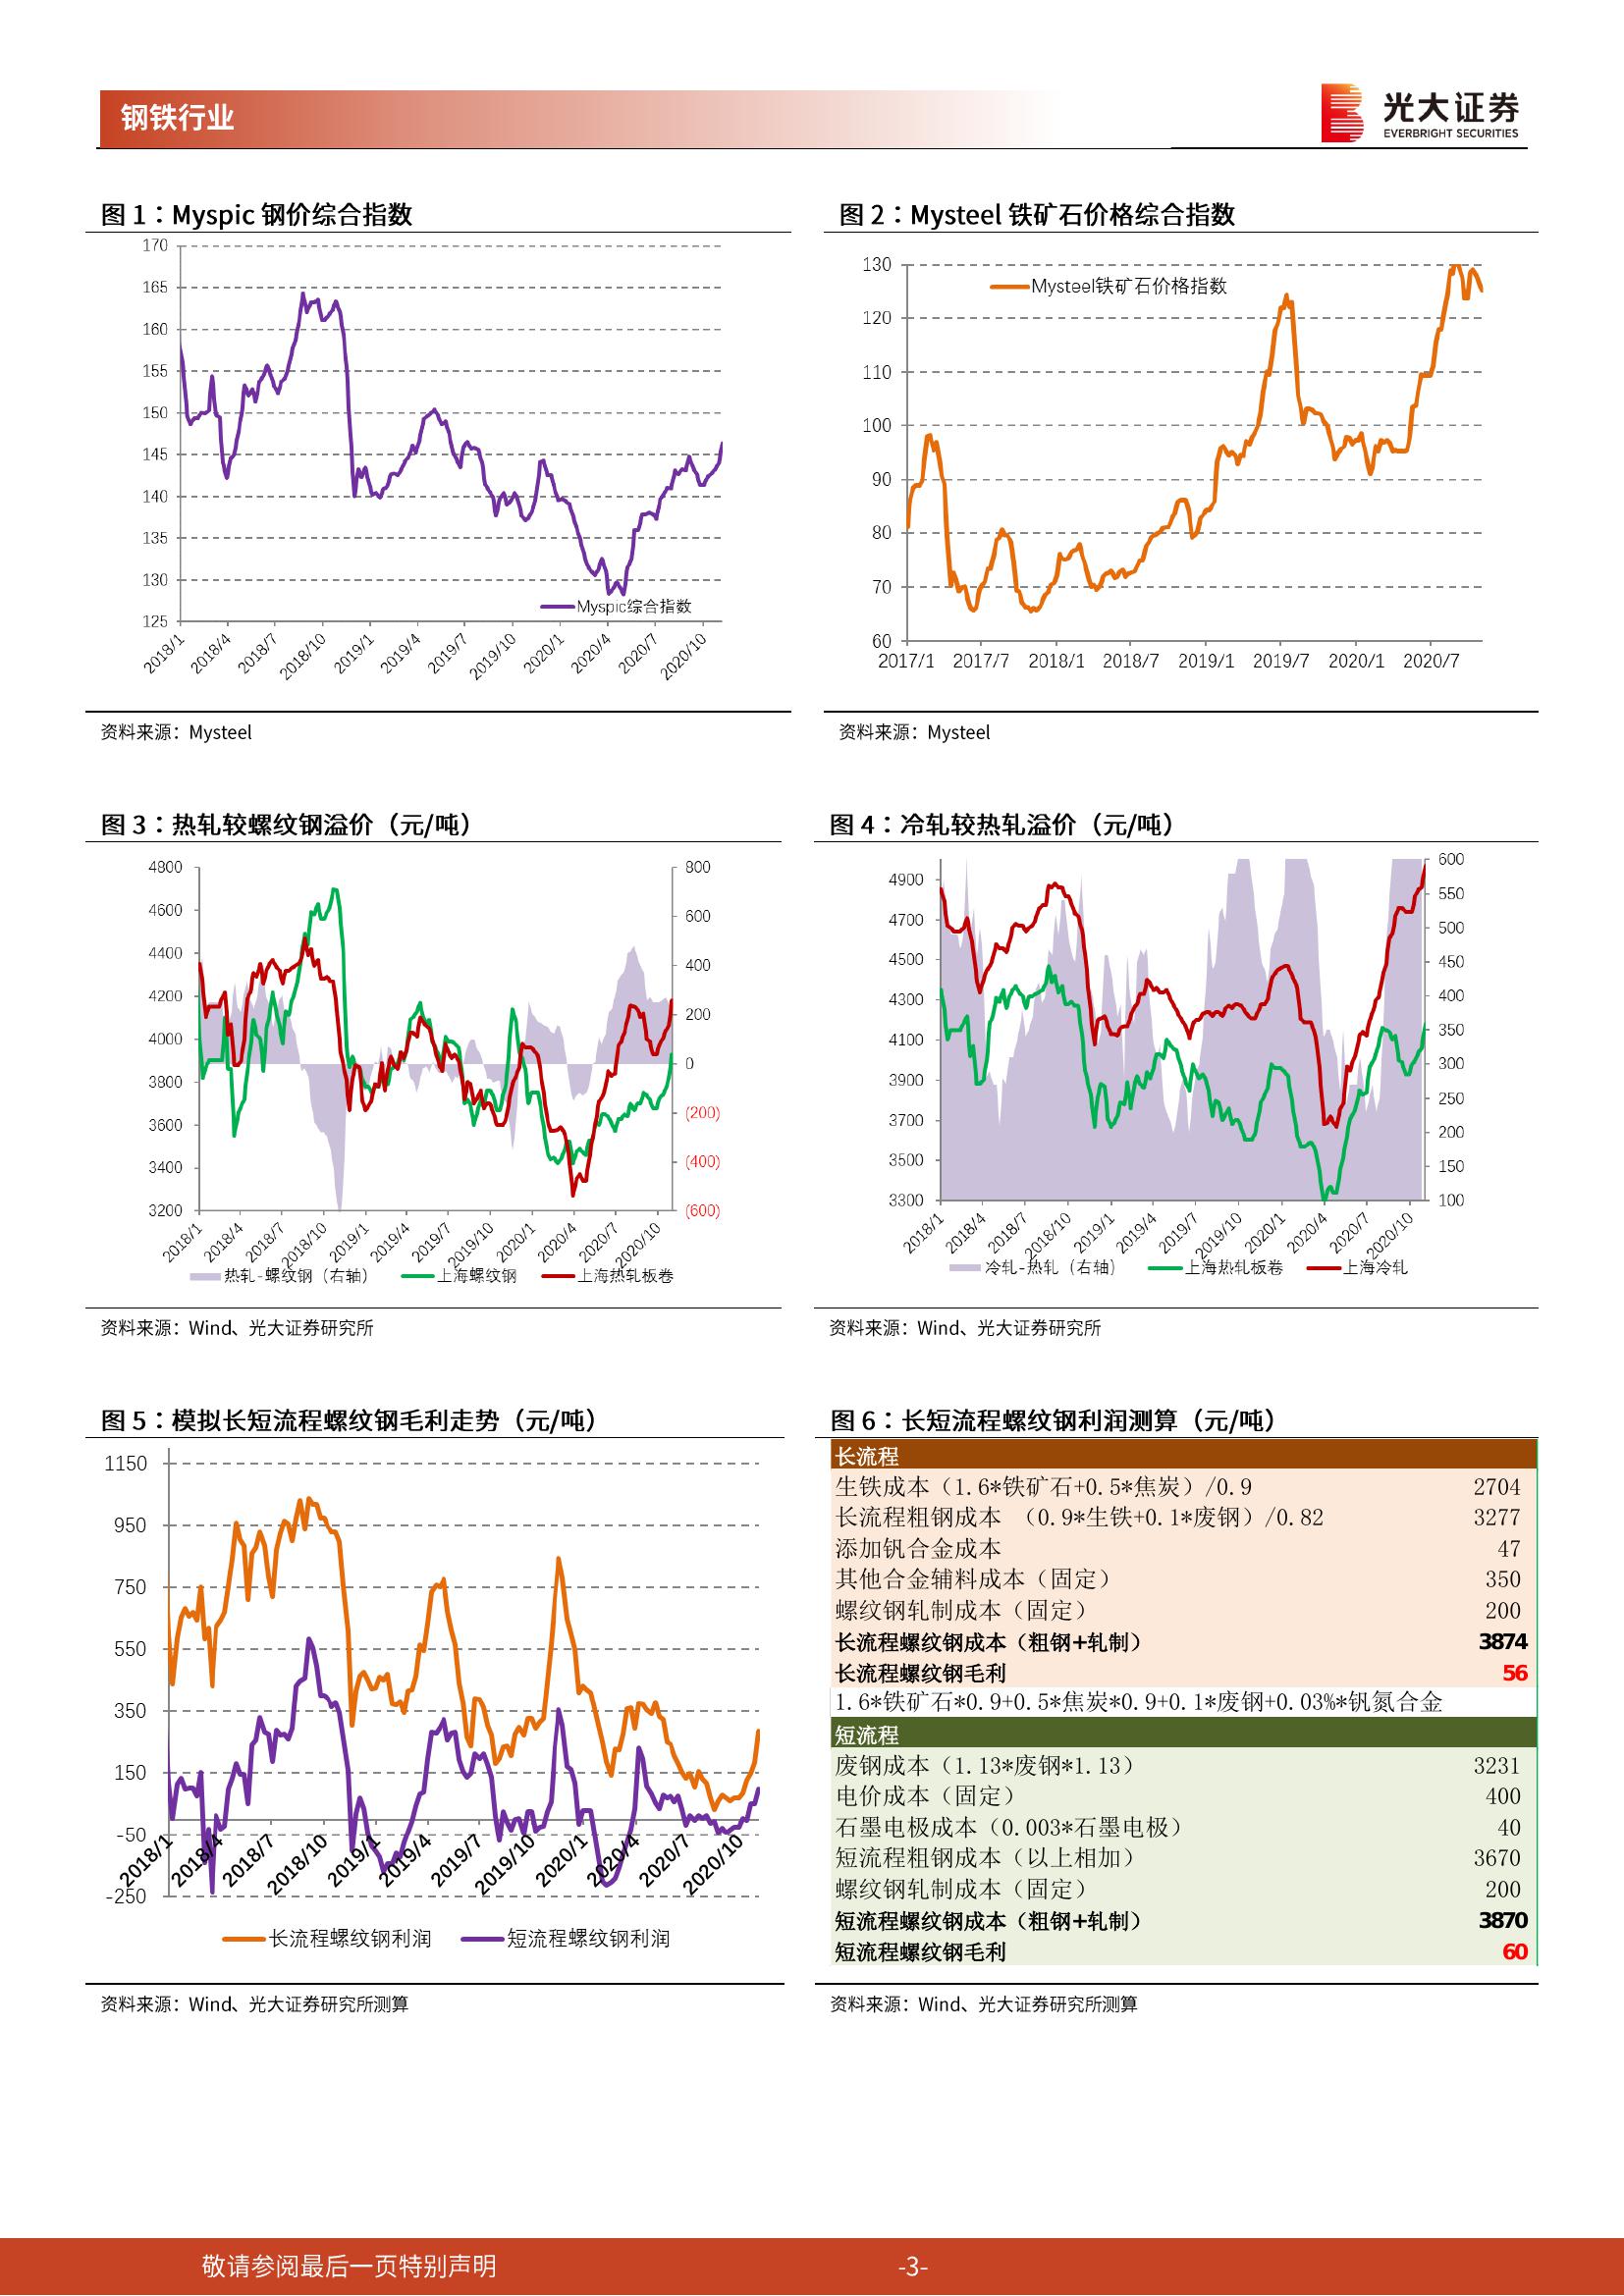 钢铁行业
光大证券
EVERBRIGHT SECURITIES
图 1：Myspic 钢价综合指数
170
165
160
155
150
145
140
135
130
125
Myspic综合指数
2018/1 2018/4 2018/7 2018/10 2019/1 2019/4 2019/7 2019/10 2020/1 2020/4 2020/7 2020/10
资料来源：Mysteel
图 2：Mysteel 铁矿石价格综合指数
130
120
110
100
90
80
70
60
Mysteel铁矿石价格指数
2017/1 2017/7 2018/1 2018/7 2019/1 2019/7 2020/1 2020/7
资料来源：Mysteel
图 3：热轧较螺纹钢溢价（元/吨）
4800
4600
4400
4200
4000
3800
3600
3400
3200
800
600
400
200
0
(200)
(400)
(600)
2018/1 2018/4 2018/7 2018/10 2019/1 2019/4 2019/7 2019/10 2020/1 2020/4 2020/7 2020/10
热轧-螺纹钢（右轴） 上海螺纹钢 上海热轧板卷
资料来源：Wind、光大证券研究所
图 4：冷轧较热轧溢价（元/吨）
4900
4700
4500
4300
4100
3900
3700
3500
3300
600
550
500
450
400
350
300
250
200
150
100
2018/1 2018/4 2018/7 2018/10 2019/1 2019/4 2019/7 2019/10 2020/1 2020/4 2020/7 2020/10
冷轧-热轧（右轴） 上海热轧板卷 上海冷轧
资料来源：Wind、光大证券研究所
图 5：模拟长短流程螺纹钢毛利走势（元/吨）
1150
950
750
550
350
150
-50
-250
2018/1 2018/4 2018/7 2018/10 2019/1 2019/4 2019/7 2019/10 2020/1 2020/4 2020/7 2020/10
长流程螺纹钢利润 短流程螺纹钢利润
资料来源：Wind、光大证券研究所测算
图 6：长短流程螺纹钢利润测算（元/吨）
长流程
生铁成本（1.6*铁矿石+0.5*焦炭）/0.9 2704
长流程粗钢成本 （0.9*生铁+0.1*废钢）/0.82 3277
添加钒合金成本 47
其他合金辅料成本（固定） 350
螺纹钢轧制成本（固定） 200
长流程螺纹钢成本（粗钢+轧制） 3874
长流程螺纹钢毛利 56
1.6*铁矿石*0.9+0.5*焦炭*0.9+0.1*废钢+0.03%*钒氮合金
短流程
废钢成本（1.13*废钢*1.13） 3231
电价成本（固定） 400
石墨电极成本（0.003*石墨电极） 40
短流程粗钢成本（以上相加） 3670
螺纹钢轧制成本（固定） 200
短流程螺纹钢成本（粗钢+轧制） 3870
短流程螺纹钢毛利 60
资料来源：Wind、光大证券研究所测算
敬请参阅最后一页特别声明 -3-